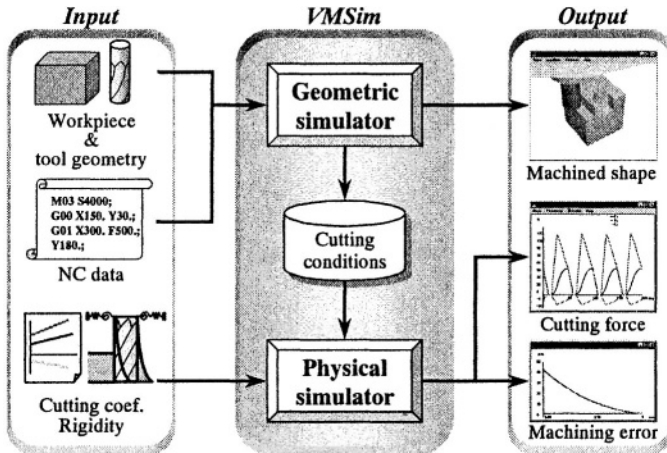 Input
VMSim
Output
Workpiece
&
tool geometry
M03 S4000;
G00 X150. Y30.;
G01 X300. F500.;
Y180.;
NC data
Cutting coef.
Rigidity
Geometric
simulator
Cutting
conditions
Physical
simulator
Machined shape
Cutting force
Machining error